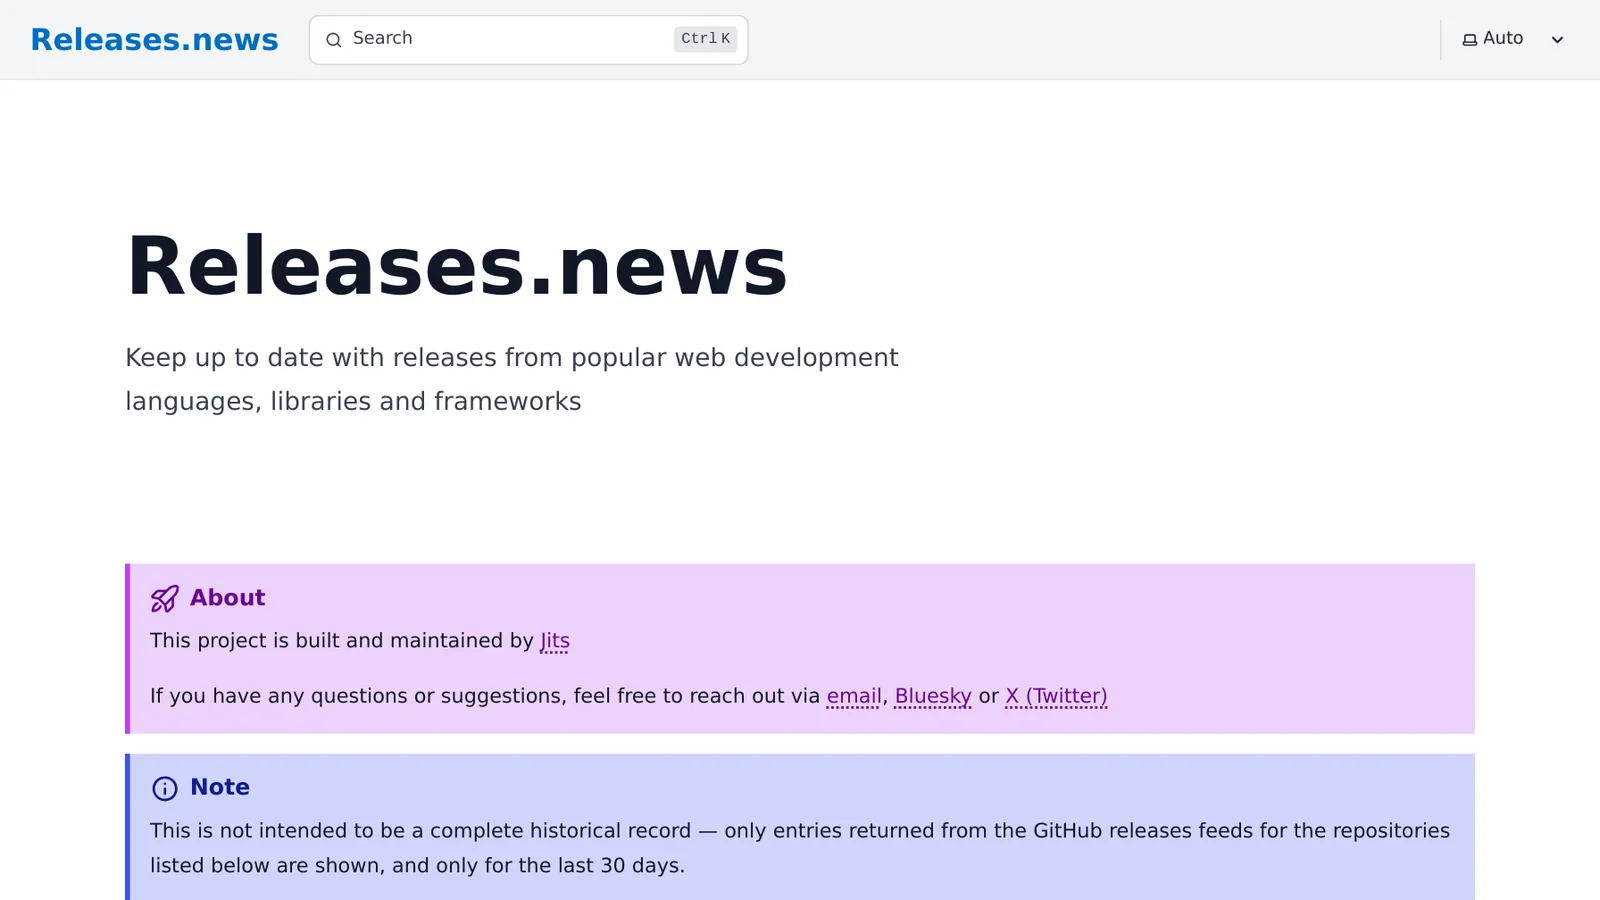 Releases.news
Search
Ctrl K
Auto
Releases.news
Keep up to date with releases from popular web development
languages, libraries and frameworks
About
This project is built and maintained by Jits
If you have any questions or suggestions, feel free to reach out via email, Bluesky or X (Twitter)
Note
This is not intended to be a complete historical record — only entries returned from the GitHub releases feeds for the repositories
listed below are shown, and only for the last 30 days.